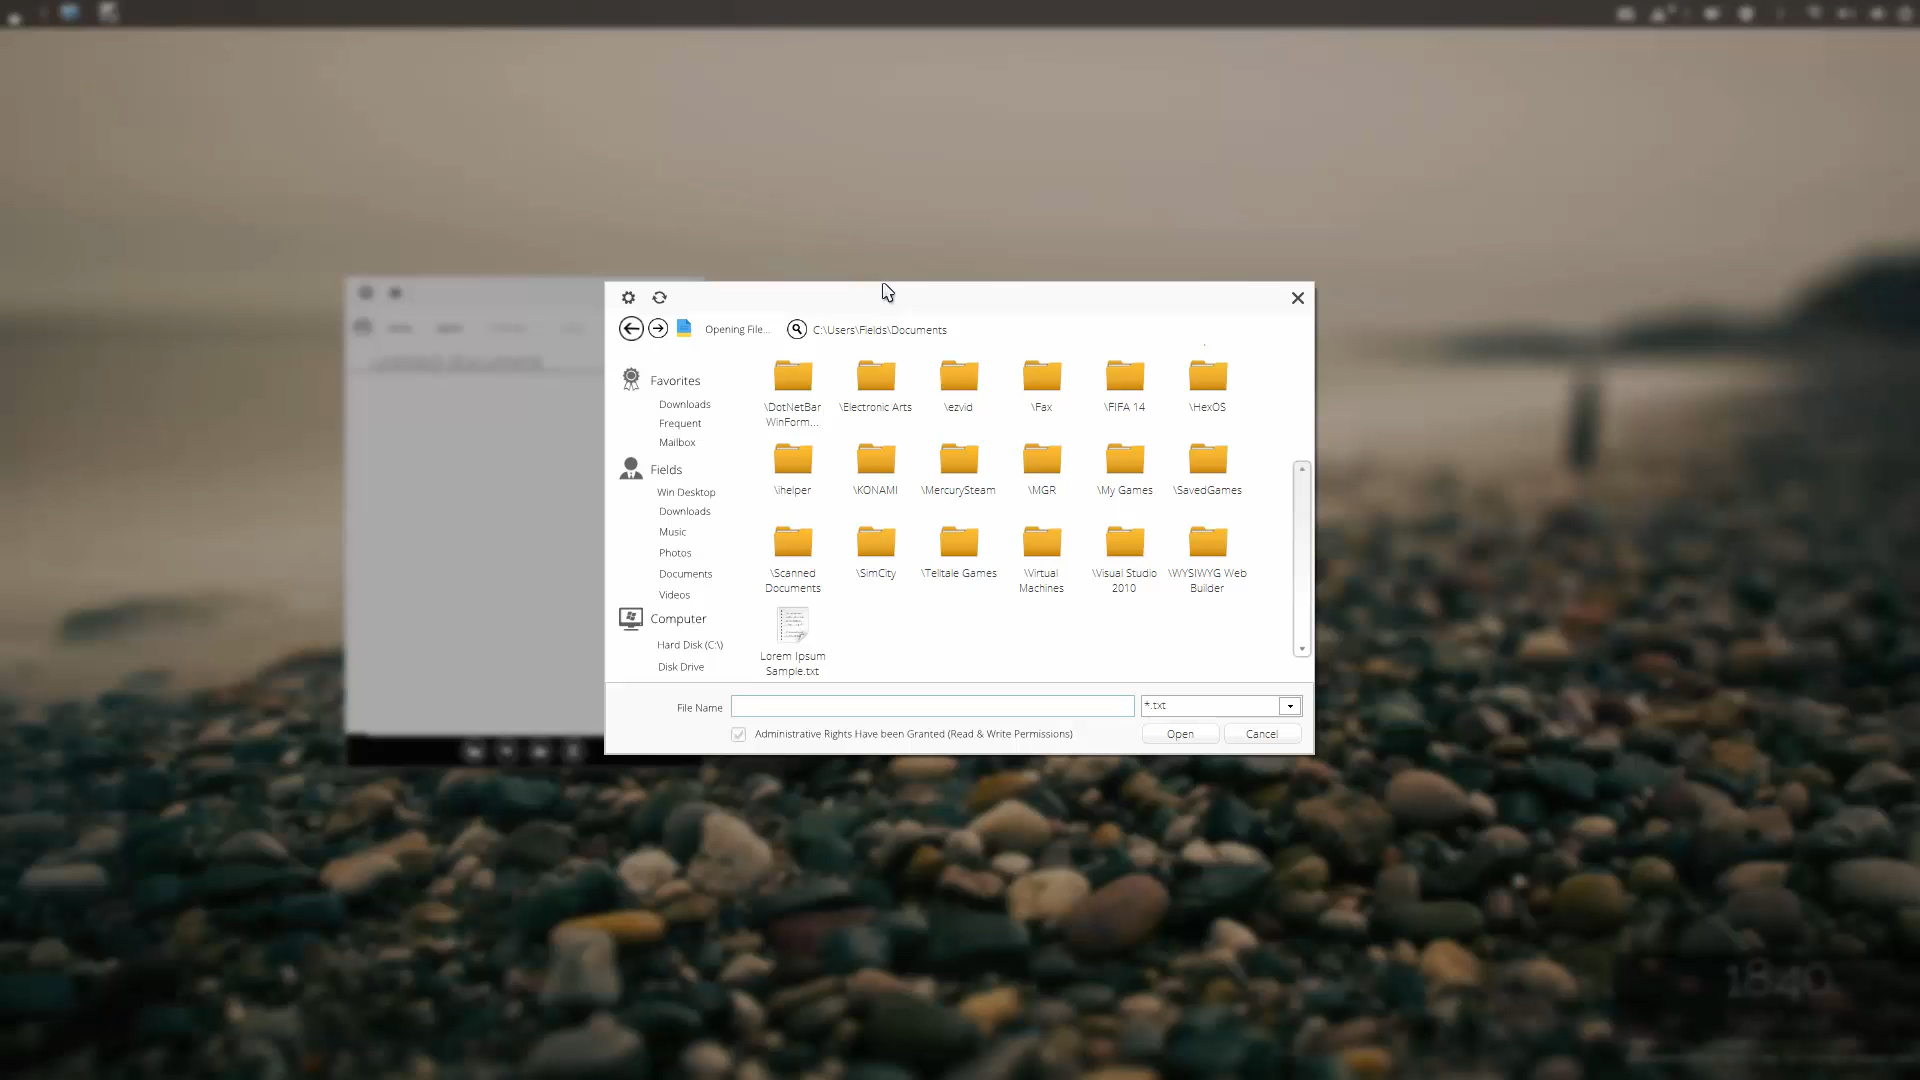 Opening File...
C:\Users\Fields\Documents
Favorites
Downloads
Frequent
Mailbox
Fields
Win Desktop
Downloads
Music
Photos
Documents
Videos
Computer
Hard Disk (C:\)
Disk Drive
\DotNetBar
WinForm...
\Electronic Arts
\ezvid
\Fax
\FIFA 14
\HexOS
\ihelper
\KONAMI
\MercurySteam
\MGR
\My Games
\SavedGames
\Scanned
Documents
\SimCity
\Telltale Games
\Virtual
Machines
\Visual Studio
2010
\WYSIWYG Web
Builder
Lorem Ipsum
Sample.txt
File Name
*.txt
Administrative Rights Have been Granted (Read & Write Permissions)
Open
Cancel
18:40